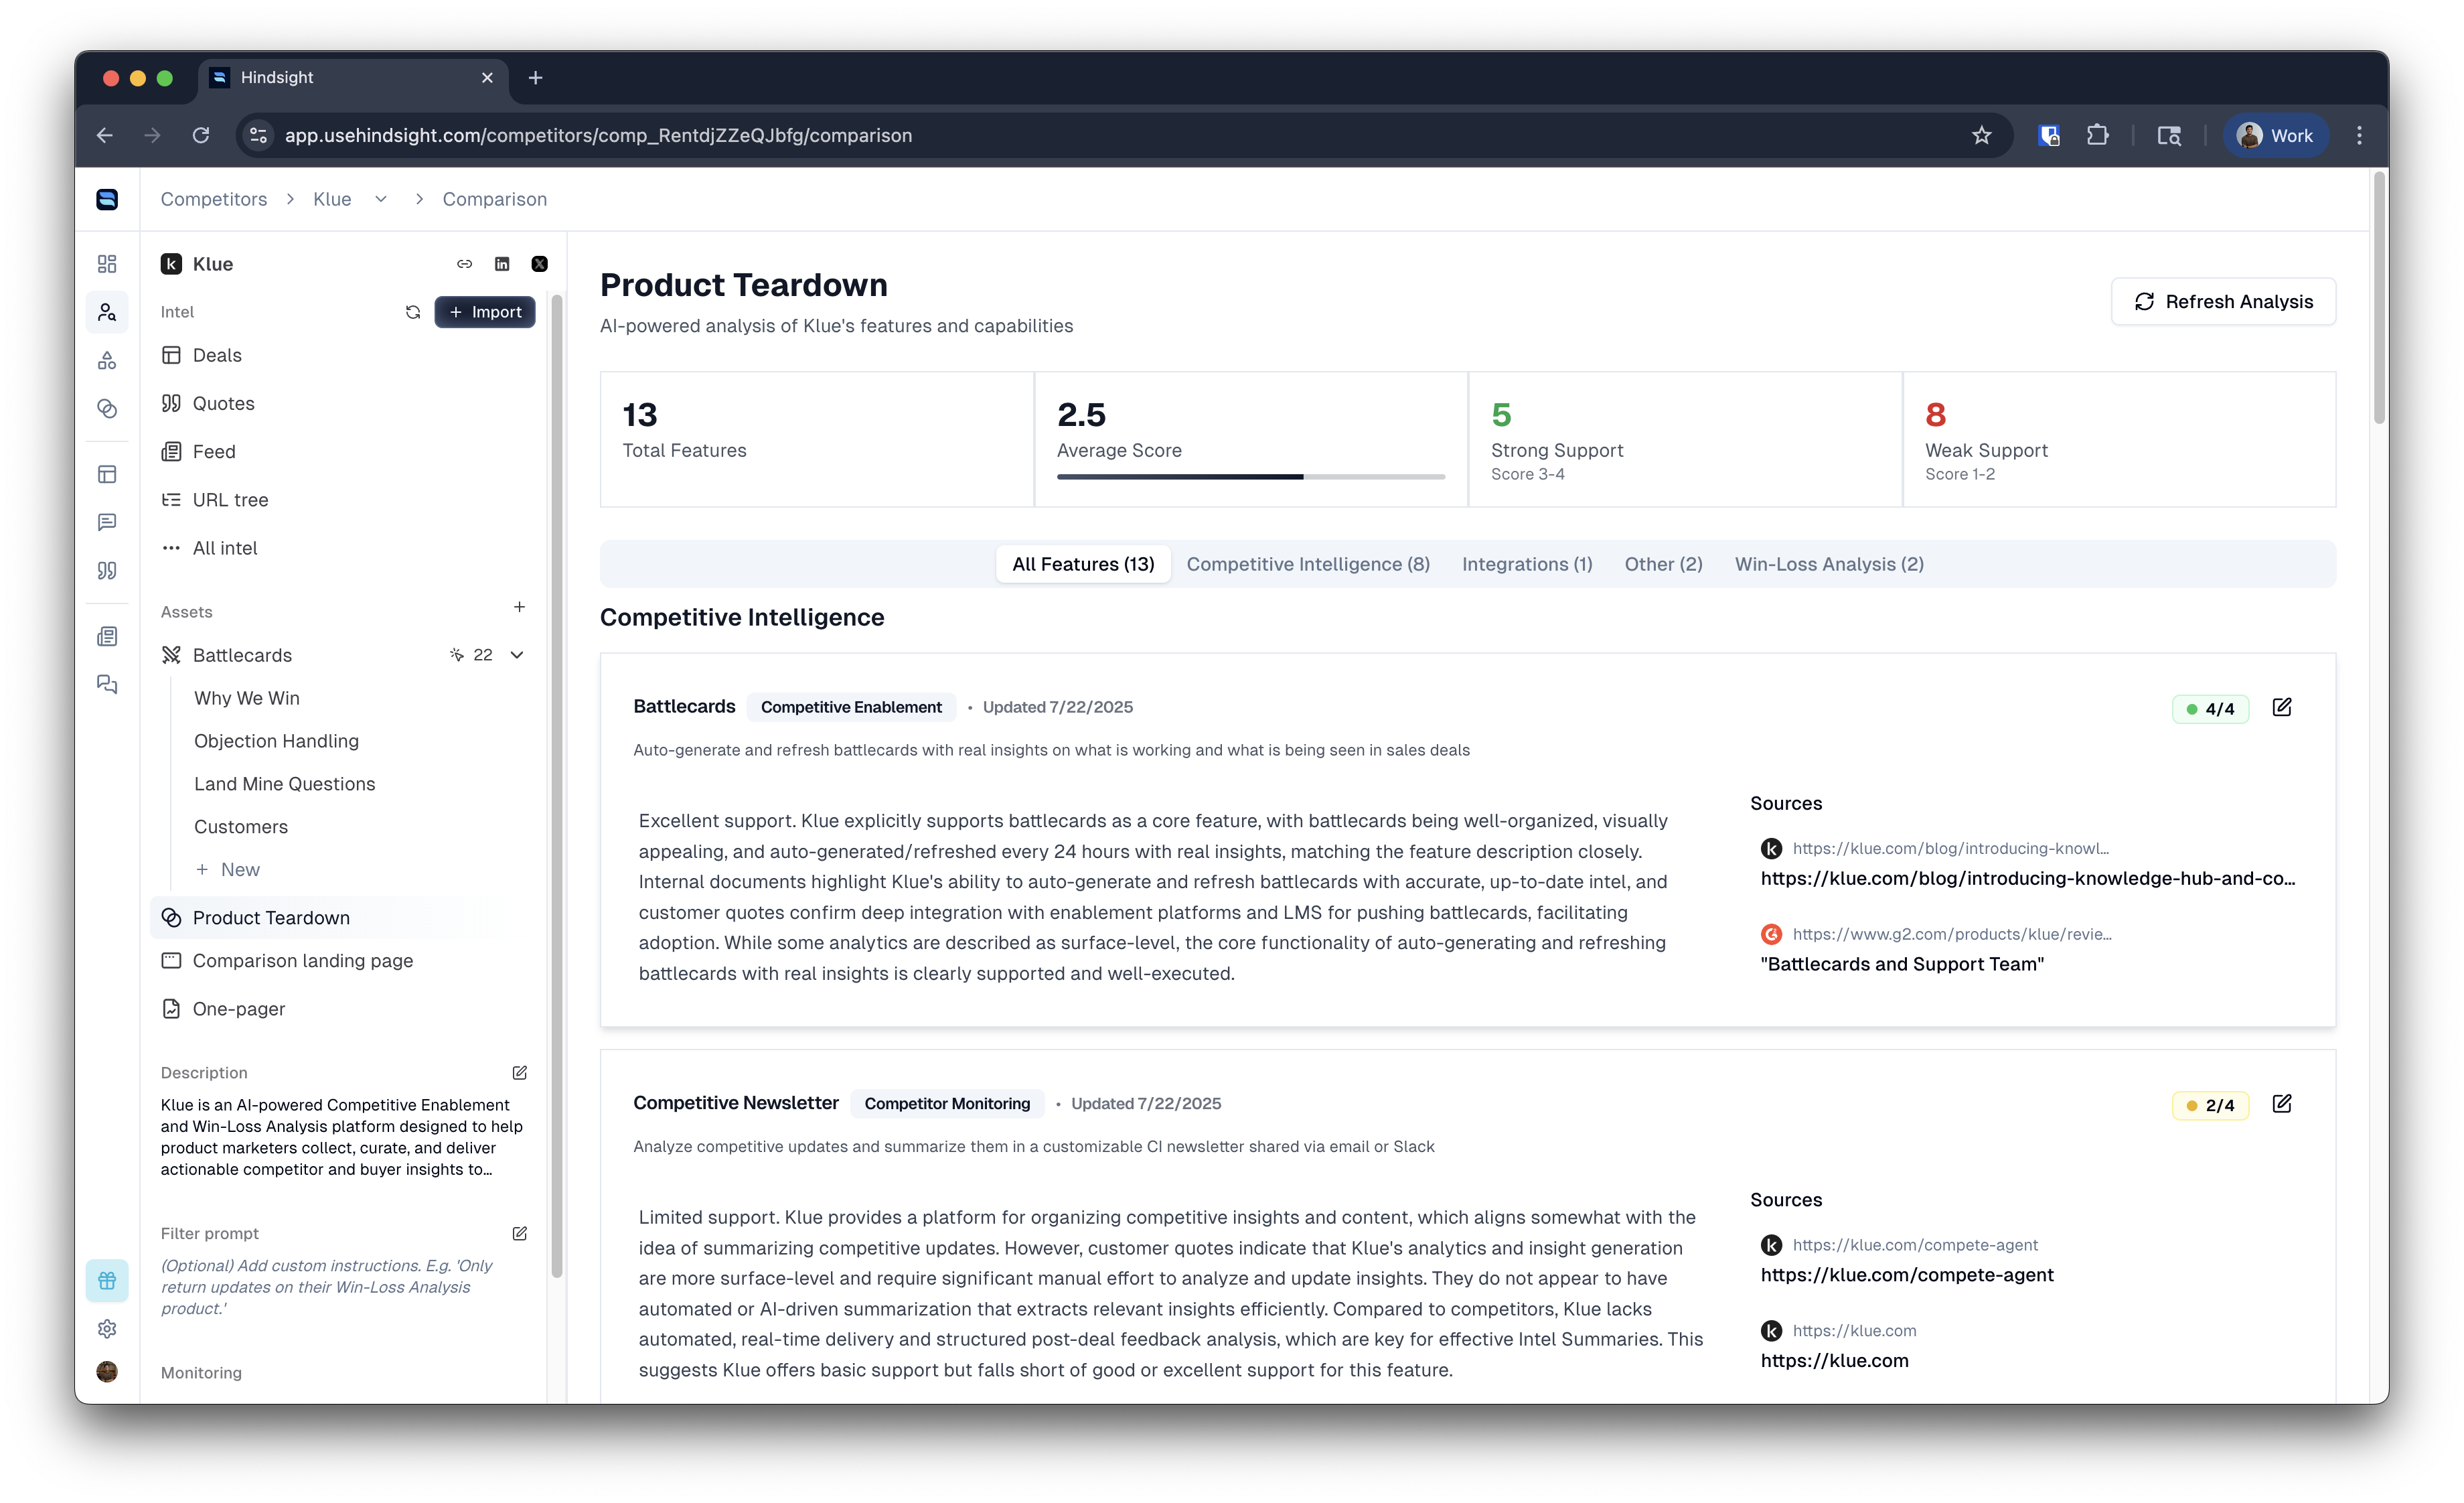 Hindsight
app.usehindsight.com/competitors/comp_RentdjZZeQJbfg/comparison
Work
Competitors
Klue
Comparison
Klue
Intel
Import
Deals
Quotes
Feed
URL tree
All intel
Assets
Battlecards
22
Why We Win
Objection Handling
Land Mine Questions
Customers
New
Product Teardown
Comparison landing page
One-pager
Description
Klue is an AI-powered Competitive Enablement
and Win-Loss Analysis platform designed to help
product marketers collect, curate, and deliver
actionable competitor and buyer insights to...
Filter prompt
(Optional) Add custom instructions. E.g. 'Only
return updates on their Win-Loss Analysis
product.'
Monitoring
Product Teardown
AI-powered analysis of Klue's features and capabilities
Refresh Analysis
13
Total Features
2.5
Average Score
5
Strong Support
Score 3-4
8
Weak Support
Score 1-2
All Features (13)
Competitive Intelligence (8)
Integrations (1)
Other (2)
Win-Loss Analysis (2)
Competitive Intelligence
Battlecards Competitive Enablement • Updated 7/22/2025
4/4
Auto-generate and refresh battlecards with real insights on what is working and what is being seen in sales deals
Excellent support. Klue explicitly supports battlecards as a core feature, with battlecards being well-organized, visually
appealing, and auto-generated/refreshed every 24 hours with real insights, matching the feature description closely.
Internal documents highlight Klue's ability to auto-generate and refresh battlecards with accurate, up-to-date intel, and
customer quotes confirm deep integration with enablement platforms and LMS for pushing battlecards, facilitating
adoption. While some analytics are described as surface-level, the core functionality of auto-generating and refreshing
battlecards with real insights is clearly supported and well-executed.
Sources
https://klue.com/blog/introducing-knowl...
https://klue.com/blog/introducing-knowledge-hub-and-co...
https://www.g2.com/products/klue/revie...
"Battlecards and Support Team"
Competitive Newsletter Competitor Monitoring • Updated 7/22/2025
2/4
Analyze competitive updates and summarize them in a customizable CI newsletter shared via email or Slack
Limited support. Klue provides a platform for organizing competitive insights and content, which aligns somewhat with the
idea of summarizing competitive updates. However, customer quotes indicate that Klue's analytics and insight generation
are more surface-level and require significant manual effort to analyze and update insights. They do not appear to have
automated or AI-driven summarization that extracts relevant insights efficiently. Compared to competitors, Klue lacks
automated, real-time delivery and structured post-deal feedback analysis, which are key for effective Intel Summaries. This
suggests Klue offers basic support but falls short of good or excellent support for this feature.
Sources
https://klue.com/compete-agent
https://klue.com/compete-agent
https://klue.com
https://klue.com